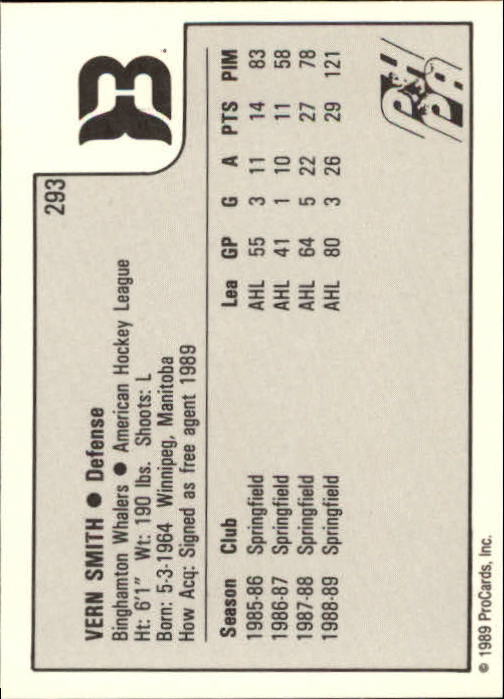 293
VERN SMITH ● Defense
Binghamton Whalers ● American Hockey League
Ht: 6'1" Wt: 190 lbs. Shoots: L
Born: 5-3-1964 Winnipeg, Manitoba
How Acq: Signed as free agent 1989
Season Club Lea GP G A PTS PIM
1985-86 Springfield AHL 55 3 11 14 83
1986-87 Springfield AHL 41 1 10 11 58
1987-88 Springfield AHL 64 5 22 27 78
1988-89 Springfield AHL 80 3 26 29 121
© 1989 ProCards, Inc.